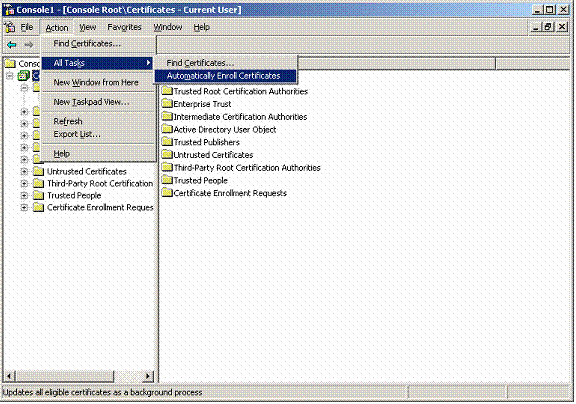 Console1 - [Console Root\Certificates - Current User]
File Action View Favorites Window Help
Find Certificates...
All Tasks
New Window from Here
New Taskpad View...
Refresh
Export List...
Help
Find Certificates...
Automatically Enroll Certificates
Trusted Root Certification Authorities
Enterprise Trust
Intermediate Certification Authorities
Active Directory User Object
Trusted Publishers
Untrusted Certificates
Third-Party Root Certification Authorities
Trusted People
Certificate Enrollment Requests
Conso
Untrusted Certificates
Third-Party Root Certification
Trusted People
Certificate Enrollment Reques
Updates all eligible certificates as a background process